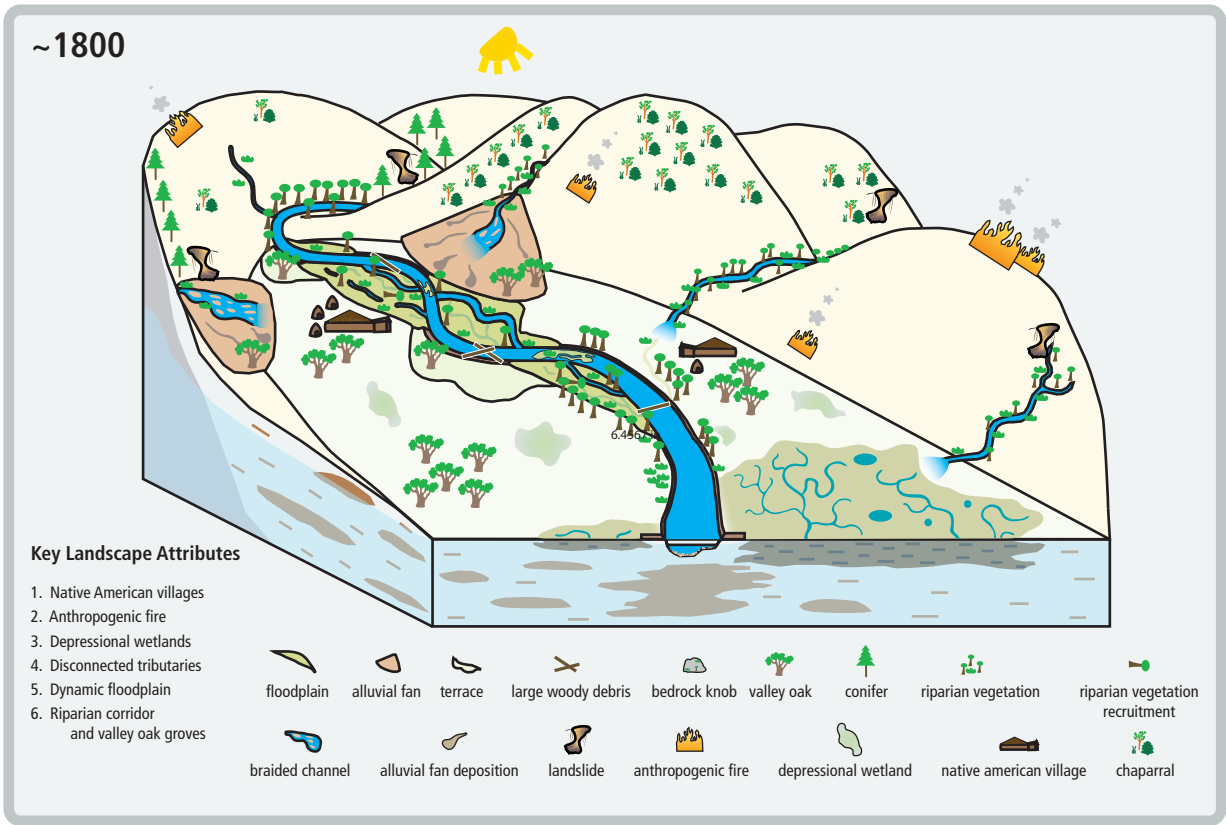 ~1800
6.4567
Key Landscape Attributes
1. Native American villages
2. Anthropogenic fire
3. Depressional wetlands
4. Disconnected tributaries
5. Dynamic floodplain
6. Riparian corridor
and valley oak groves
floodplain
alluvial fan
terrace
large woody debris
bedrock knob
valley oak
conifer
riparian vegetation
riparian vegetation
recruitment
braided channel
alluvial fan deposition
landslide
anthropogenic fire
depressional wetland
native american village
chaparral